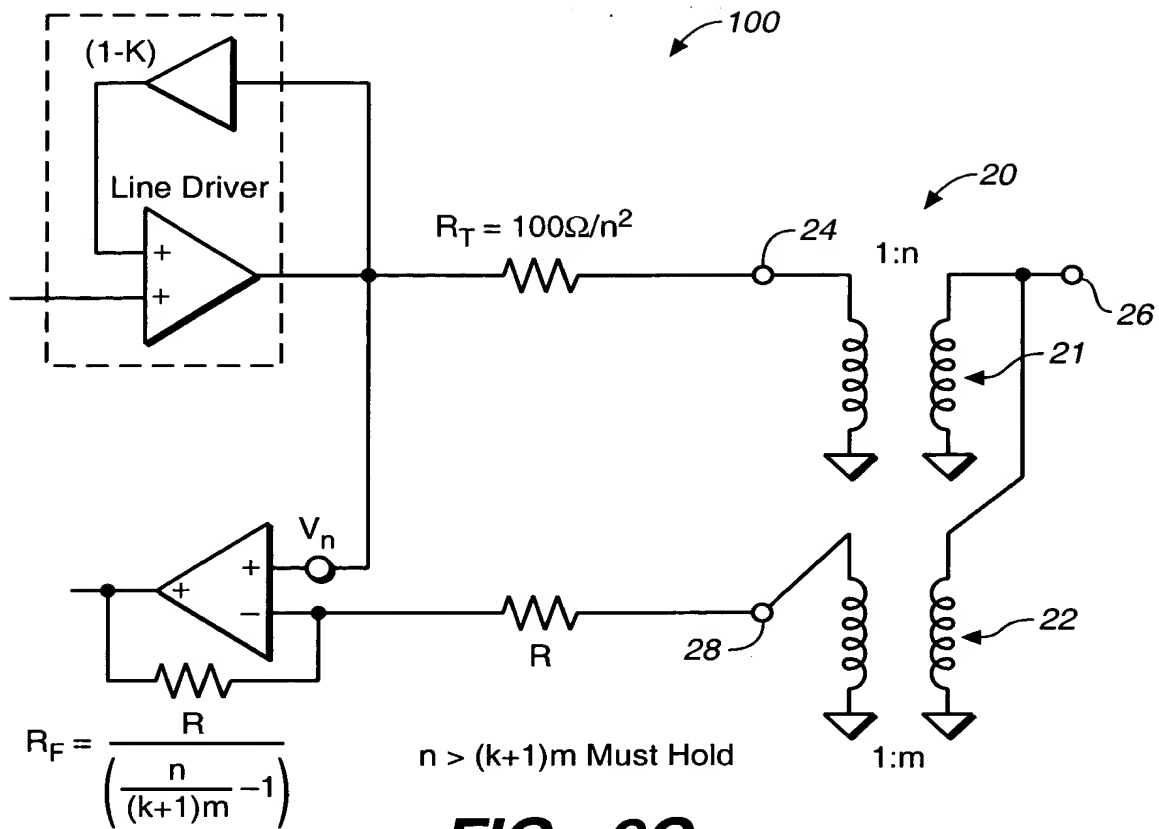 100
(1-K)
Line Driver
+
+
R_T = 100Ω/n²
24
1:n
20
26
21
V_n
+
+
−
R
28
22
R_F = R / (n/(k+1)m −1)
n > (k+1)m Must Hold
1:m